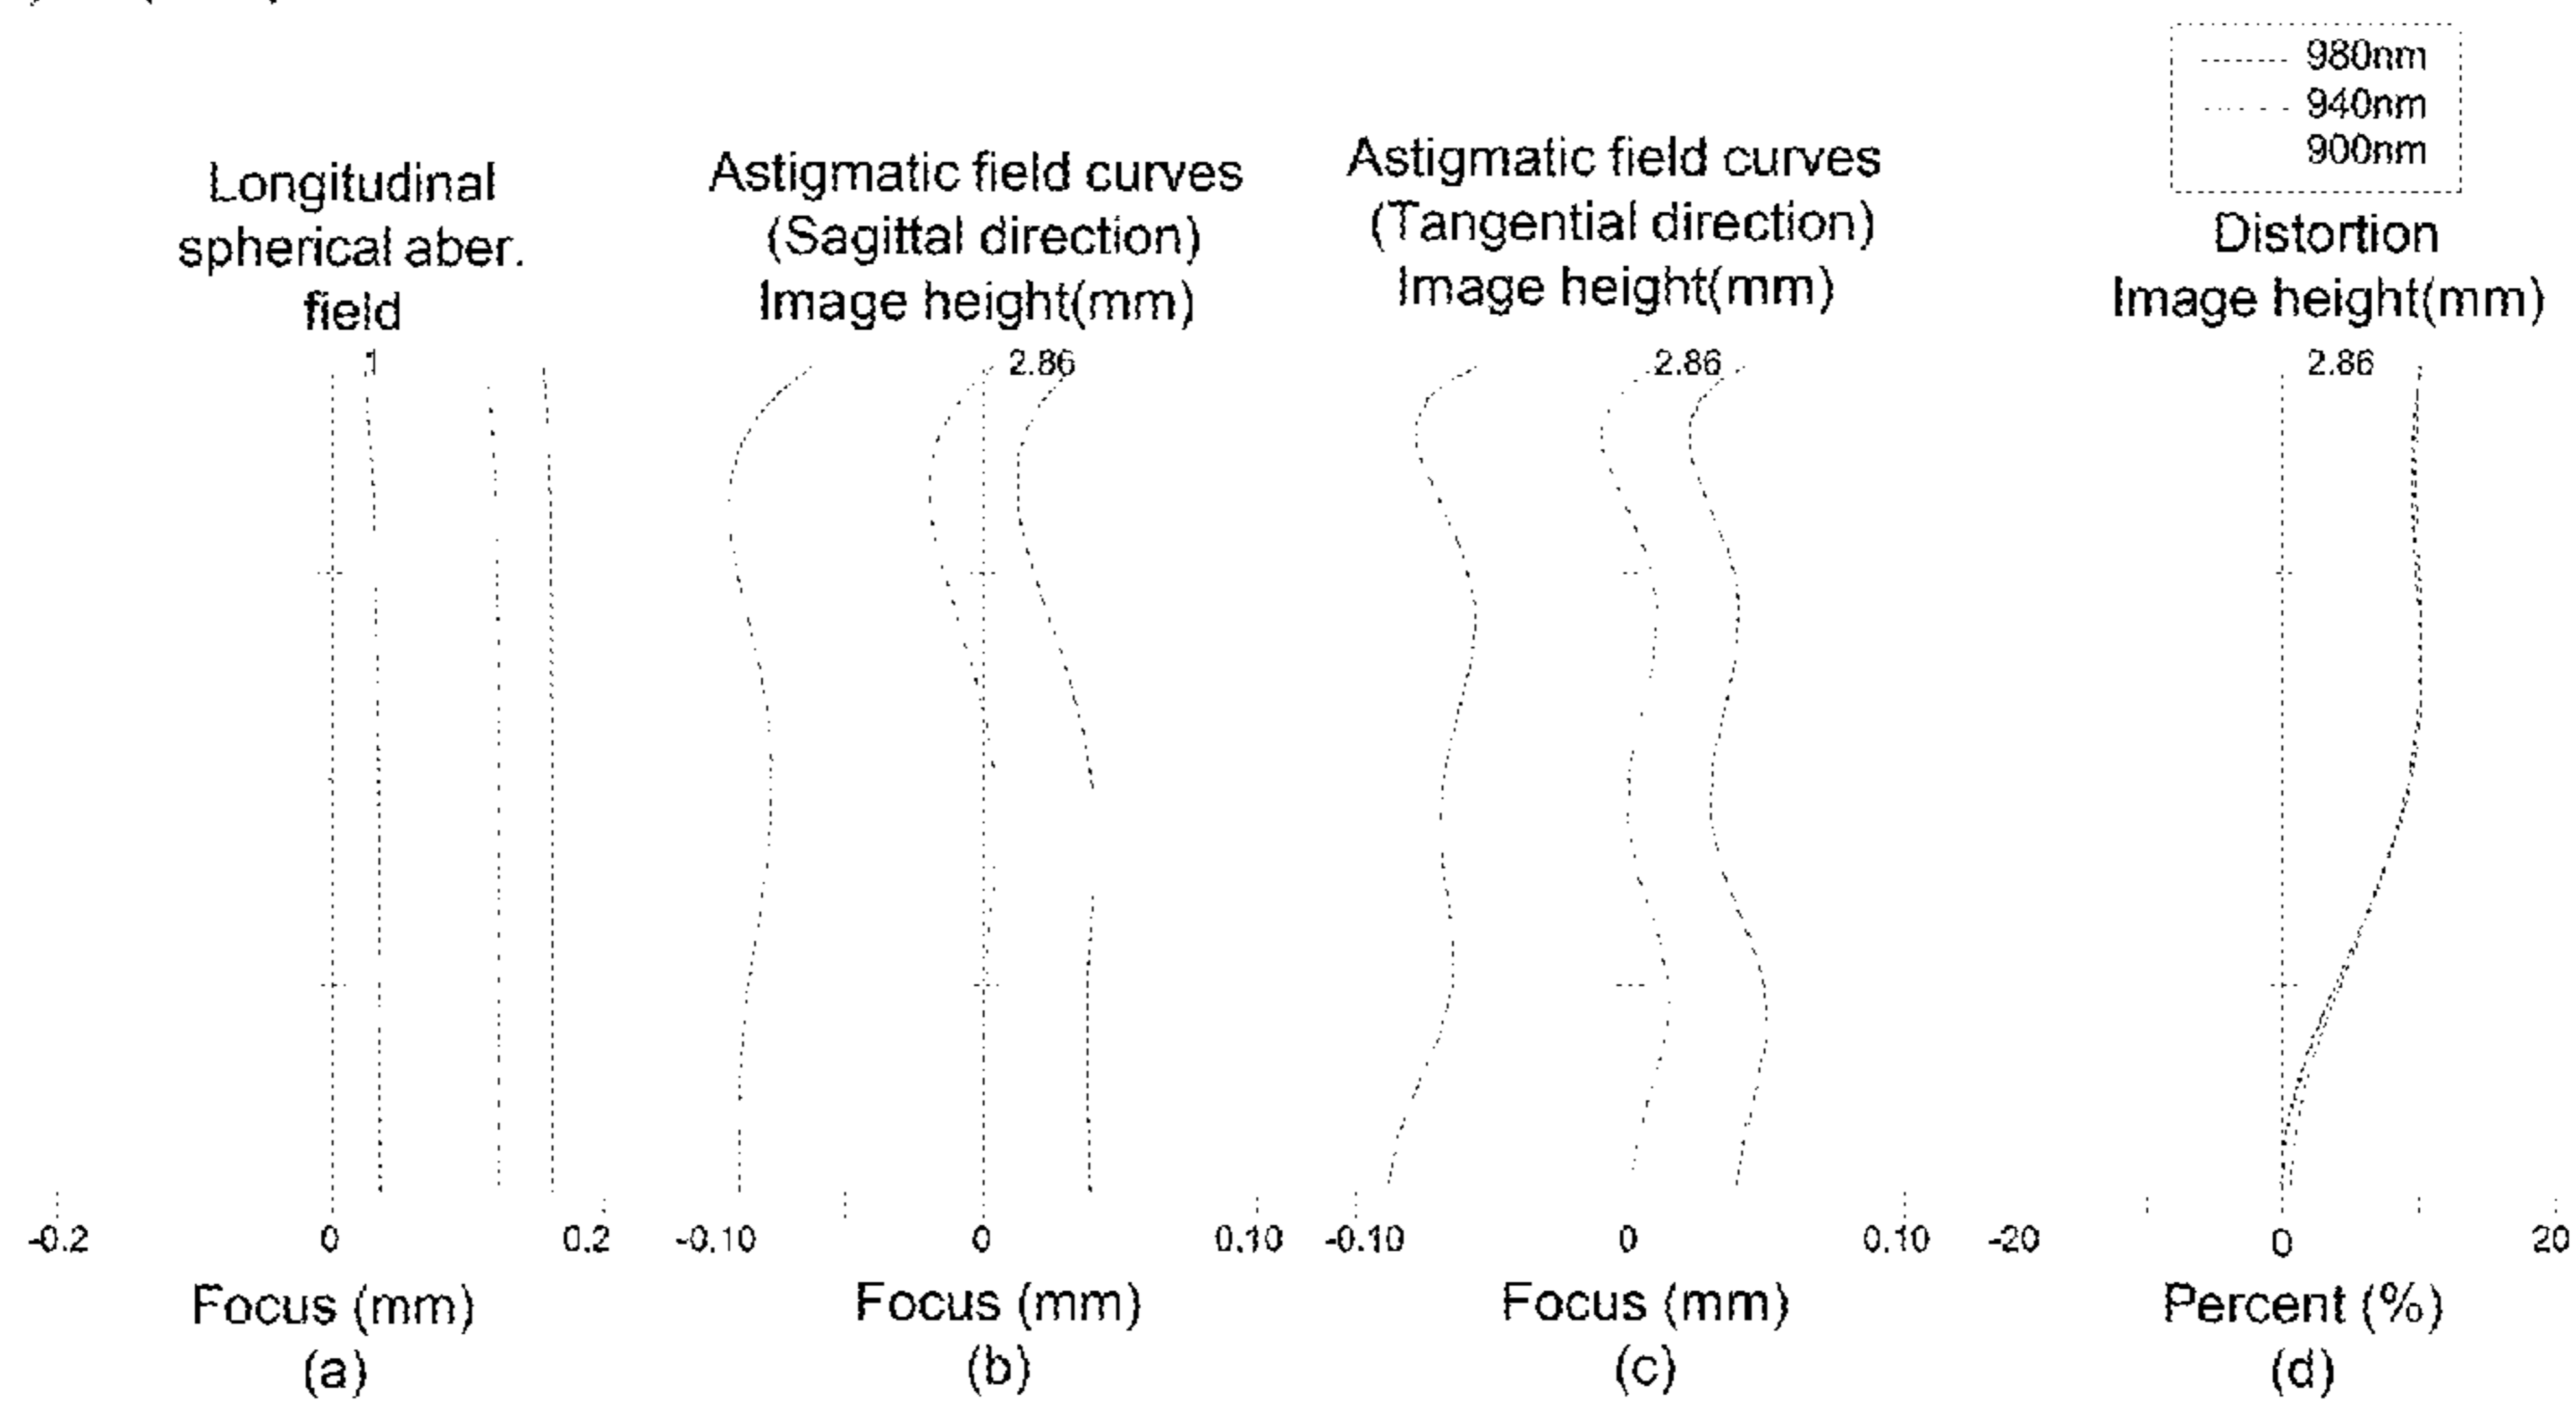 980nm
940nm
900nm
Longitudinal
spherical aber.
field
Astigmatic field curves
(Sagittal direction)
Image height(mm)
Astigmatic field curves
(Tangential direction)
Image height(mm)
Distortion
Image height(mm)
1
2.86
2.86
2.86
-0.2
0
0.2
-0.10
0
0.10
-0.10
0
0.10
-20
0
20
Focus (mm)
Focus (mm)
Focus (mm)
Percent (%)
(a)
(b)
(c)
(d)